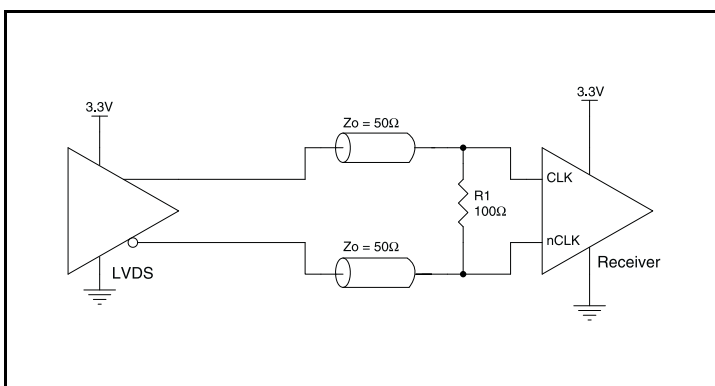 3.3V
3.3V
Zo = 50Ω
CLK
R1
100Ω
nCLK
Zo = 50Ω
Receiver
LVDS